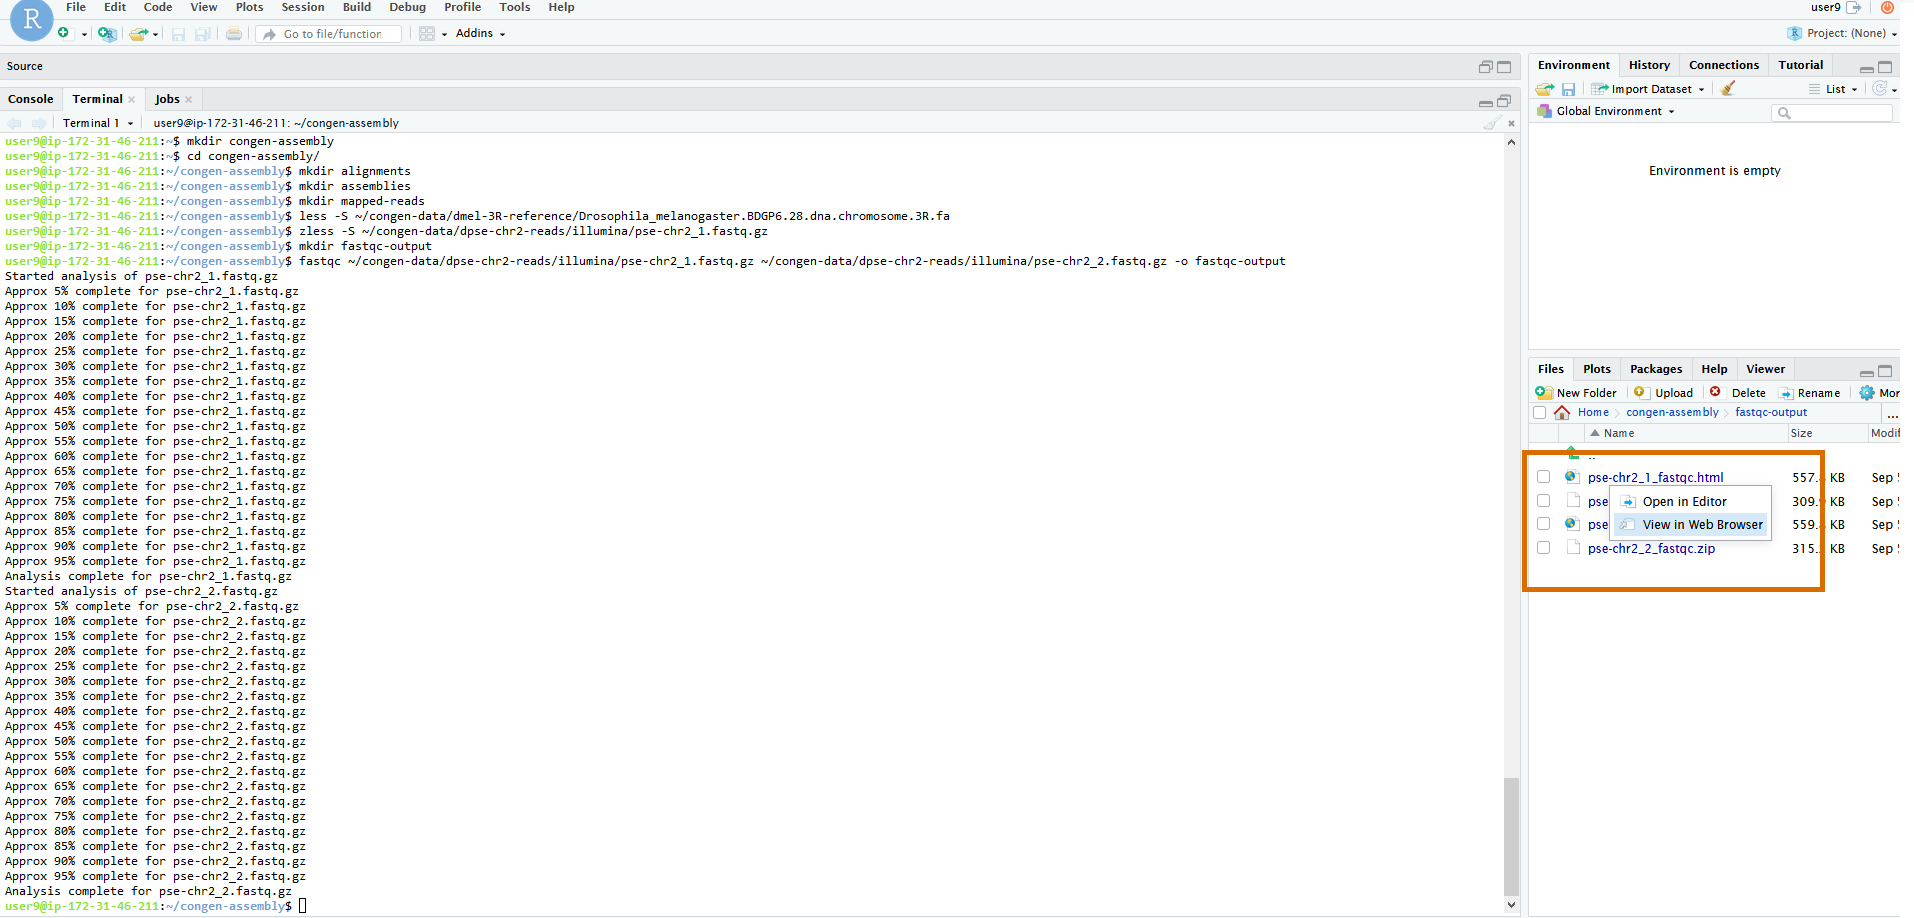 File Edit Code View Plots Session Build Debug Profile Tools Help
user9
R
Go to file/function
Addins
Project: (None)
Source
Console Terminal Jobs
Terminal 1 user9@ip-172-31-46-211: ~/congen-assembly
user9@ip-172-31-46-211:~$ mkdir congen-assembly
user9@ip-172-31-46-211:~$ cd congen-assembly/
user9@ip-172-31-46-211:~/congen-assembly$ mkdir alignments
user9@ip-172-31-46-211:~/congen-assembly$ mkdir assemblies
user9@ip-172-31-46-211:~/congen-assembly$ mkdir mapped-reads
user9@ip-172-31-46-211:~/congen-assembly$ less -S ~/congen-data/dmel-3R-reference/Drosophila_melanogaster.BDGP6.28.dna.chromosome.3R.fa
user9@ip-172-31-46-211:~/congen-assembly$ zless -S ~/congen-data/dpse-chr2-reads/illumina/pse-chr2_1.fastq.gz
user9@ip-172-31-46-211:~/congen-assembly$ mkdir fastqc-output
user9@ip-172-31-46-211:~/congen-assembly$ fastqc ~/congen-data/dpse-chr2-reads/illumina/pse-chr2_1.fastq.gz ~/congen-data/dpse-chr2-reads/illumina/pse-chr2_2.fastq.gz -o fastqc-output
Started analysis of pse-chr2_1.fastq.gz
Approx 5% complete for pse-chr2_1.fastq.gz
Approx 10% complete for pse-chr2_1.fastq.gz
Approx 15% complete for pse-chr2_1.fastq.gz
Approx 20% complete for pse-chr2_1.fastq.gz
Approx 25% complete for pse-chr2_1.fastq.gz
Approx 30% complete for pse-chr2_1.fastq.gz
Approx 35% complete for pse-chr2_1.fastq.gz
Approx 40% complete for pse-chr2_1.fastq.gz
Approx 45% complete for pse-chr2_1.fastq.gz
Approx 50% complete for pse-chr2_1.fastq.gz
Approx 55% complete for pse-chr2_1.fastq.gz
Approx 60% complete for pse-chr2_1.fastq.gz
Approx 65% complete for pse-chr2_1.fastq.gz
Approx 70% complete for pse-chr2_1.fastq.gz
Approx 75% complete for pse-chr2_1.fastq.gz
Approx 80% complete for pse-chr2_1.fastq.gz
Approx 85% complete for pse-chr2_1.fastq.gz
Approx 90% complete for pse-chr2_1.fastq.gz
Approx 95% complete for pse-chr2_1.fastq.gz
Analysis complete for pse-chr2_1.fastq.gz
Started analysis of pse-chr2_2.fastq.gz
Approx 5% complete for pse-chr2_2.fastq.gz
Approx 10% complete for pse-chr2_2.fastq.gz
Approx 15% complete for pse-chr2_2.fastq.gz
Approx 20% complete for pse-chr2_2.fastq.gz
Approx 25% complete for pse-chr2_2.fastq.gz
Approx 30% complete for pse-chr2_2.fastq.gz
Approx 35% complete for pse-chr2_2.fastq.gz
Approx 40% complete for pse-chr2_2.fastq.gz
Approx 45% complete for pse-chr2_2.fastq.gz
Approx 50% complete for pse-chr2_2.fastq.gz
Approx 55% complete for pse-chr2_2.fastq.gz
Approx 60% complete for pse-chr2_2.fastq.gz
Approx 65% complete for pse-chr2_2.fastq.gz
Approx 70% complete for pse-chr2_2.fastq.gz
Approx 75% complete for pse-chr2_2.fastq.gz
Approx 80% complete for pse-chr2_2.fastq.gz
Approx 85% complete for pse-chr2_2.fastq.gz
Approx 90% complete for pse-chr2_2.fastq.gz
Approx 95% complete for pse-chr2_2.fastq.gz
Analysis complete for pse-chr2_2.fastq.gz
user9@ip-172-31-46-211:~/congen-assembly$
Environment History Connections Tutorial
Import Dataset List
Global Environment
Environment is empty
Files Plots Packages Help Viewer
New Folder Upload Delete Rename Mor
Home congen-assembly fastqc-output ...
Name Size Modif
..
pse-chr2_1_fastqc.html 557. KB Sep
pse 309. KB Sep
Open in Editor
pse 559. KB Sep
View in Web Browser
pse-chr2_2_fastqc.zip 315. KB Sep